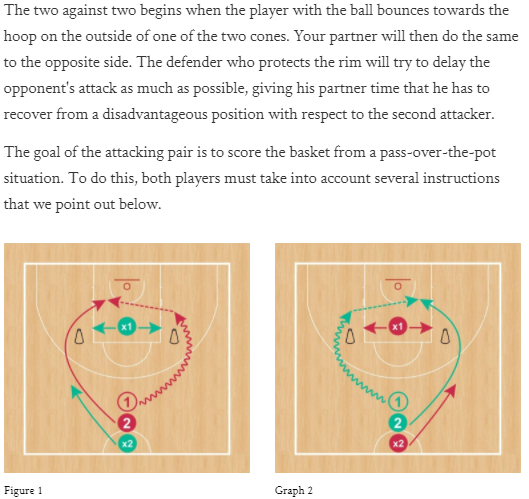 The two against two begins when the player with the ball bounces towards the
hoop on the outside of one of the two cones. Your partner will then do the same
to the opposite side. The defender who protects the rim will try to delay the
opponent's attack as much as possible, giving his partner time that he has to
recover from a disadvantageous position with respect to the second attacker.
The goal of the attacking pair is to score the basket from a pass-over-the-pot
situation. To do this, both players must take into account several instructions
that we point out below.
x1
1
2
x2
x1
1
2
x2
Figure 1
Graph 2